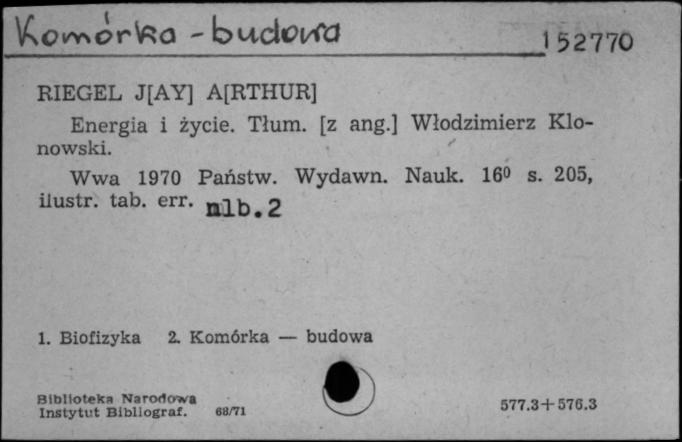 Komórka - budowa
152770
RIEGEL J[AY] A[RTHUR]
Energia i życie. Tłum. [z ang.] Włodzimierz Klo-
nowski.
Wwa 1970 Państw. Wydawn. Nauk. 16⁰ s. 205,
ilustr. tab. err. nlb.2
1. Biofizyka 2. Komórka — budowa
Biblioteka Narodowa
Instytut Bibliograf. 68/71
577.3+576.3